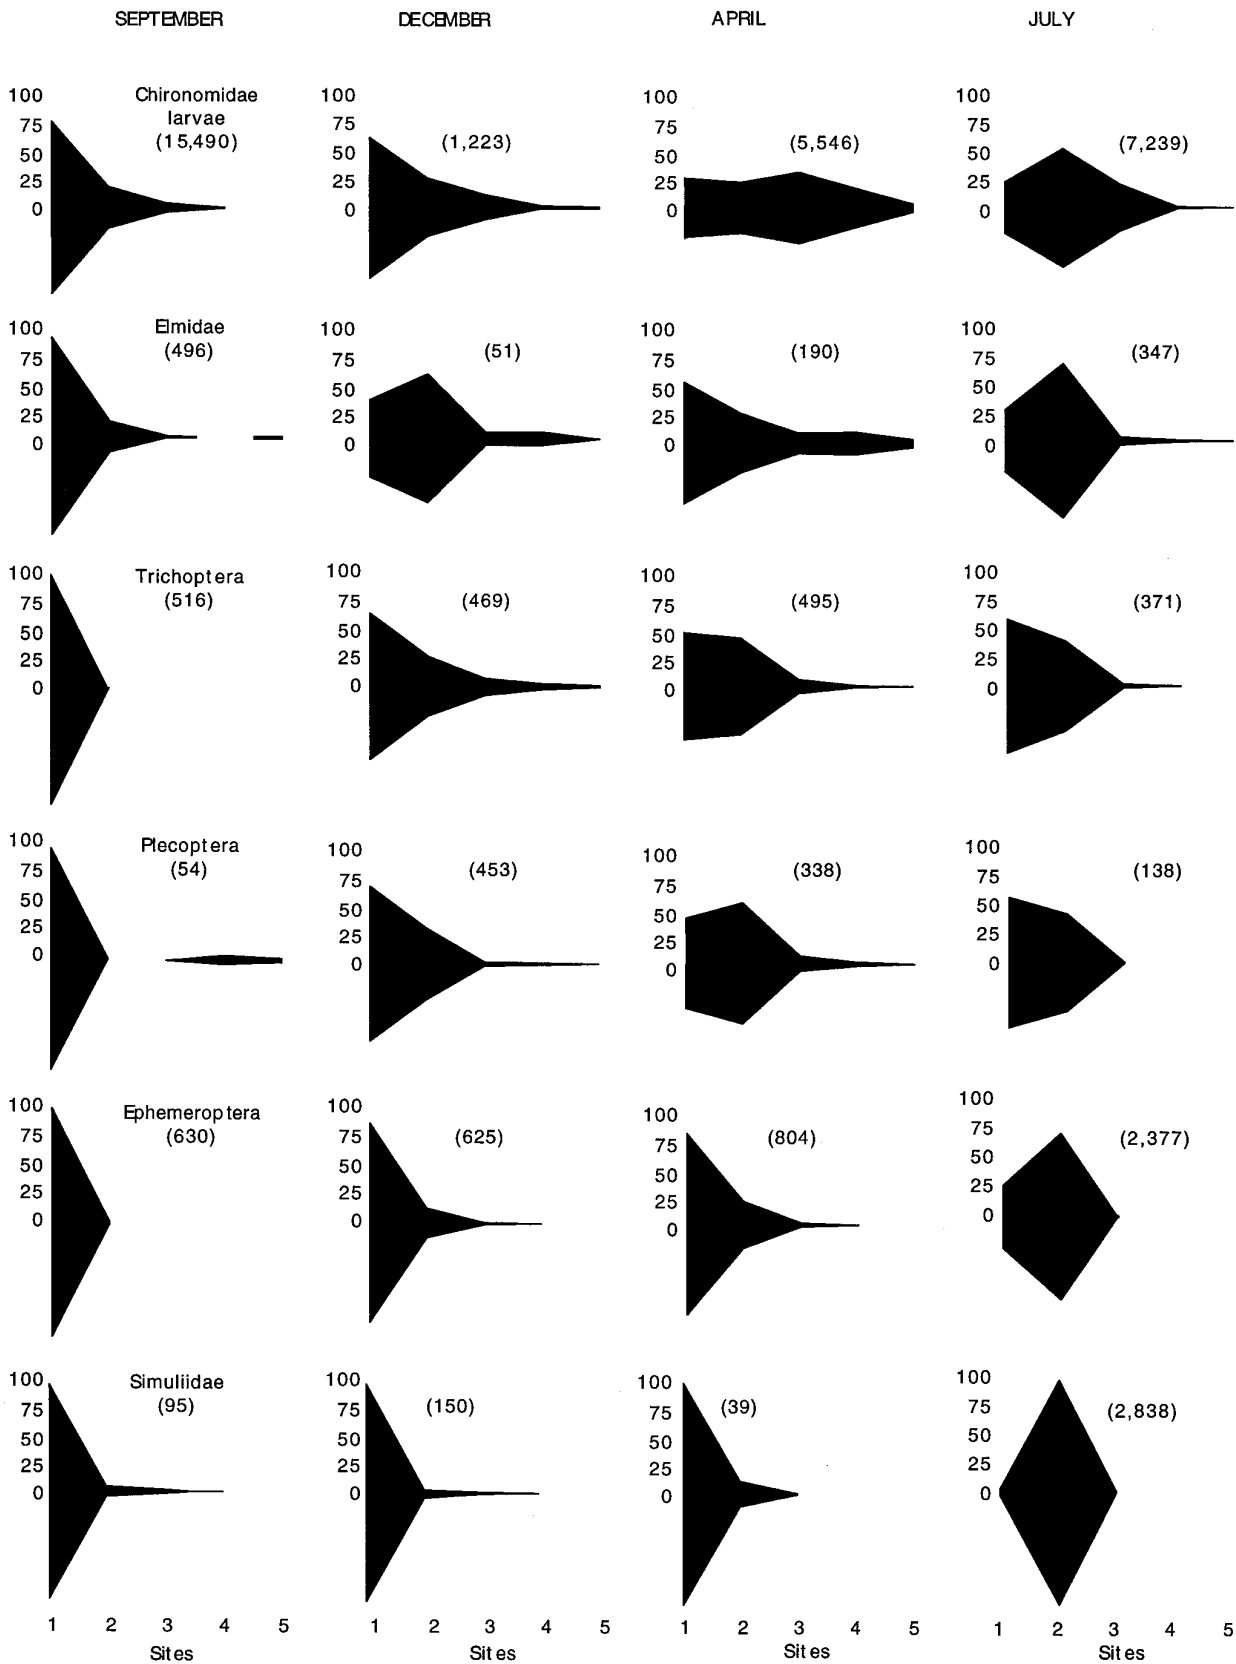 SEPTEMBER DECEMBER APRIL JULY
100 Chironomidae 100 100 100
75 larvae 75 75 75
50 (15,490) 50 (1,223) 50 (5,546) 50 (7,239)
25 25 25 25
0 0 0 0
100 Elmidae 100 100 100
75 (496) 75 (51) 75 (190) 75 (347)
50 50 50 50
25 25 25 25
0 0 0 0
100 Trichoptera 100 100 100
75 (516) 75 (469) 75 (495) 75 (371)
50 50 50 50
25 25 25 25
0 0 0 0
100 Plecoptera 100 100 100
75 (54) 75 (453) 75 (338) 75 (138)
50 50 50 50
25 25 25 25
0 0 0 0
100 Ephemeroptera 100 100 100
75 (630) 75 (625) 75 (804) 75 (2,377)
50 50 50 50
25 25 25 25
0 0 0 0
100 Simuliidae 100 100 100
75 (95) 75 (150) 75 (39) 75 (2,838)
50 50 50 50
25 25 25 25
0 0 0 0
1 2 3 4 5 1 2 3 4 5 1 2 3 4 5 1 2 3 4 5
Sites Sites Sites Sites